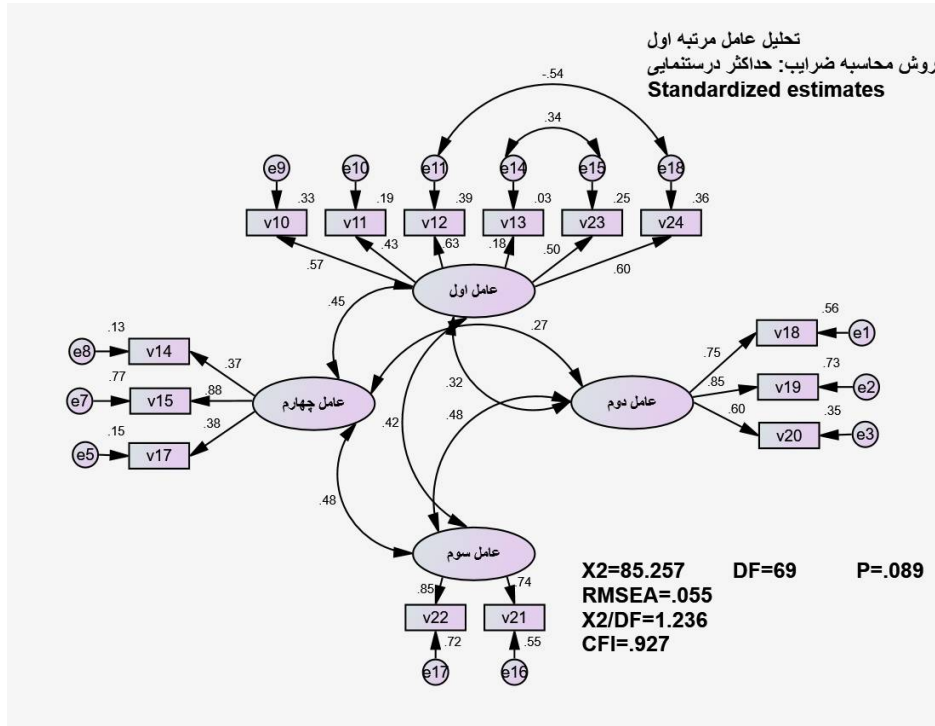 تحلیل عامل مرتبه اول
روش محاسبه ضرایب: حداکثر درستنمایی
Standardized estimates
-.54
.34
e9 e10 e11 e14 e15 e18
.33 .19 .39 .03 .25 .36
v10 v11 v12 v13 v23 v24
.57 .43 .63 .18 .50 .60
عامل اول
.45 .27
.13 .56
e8 v14 .37 v18 e1
.75
.77 .32 .73
e7 v15 .88 عامل چهارم عامل دوم .85 v19 e2
.15 .38 .42 .48 .60 .35
e5 v17 v20 e3
.48
عامل سوم
.85 .74
v22 v21
.72 .55
e17 e16
X2=85.257 DF=69 P=.089
RMSEA=.055
X2/DF=1.236
CFI=.927